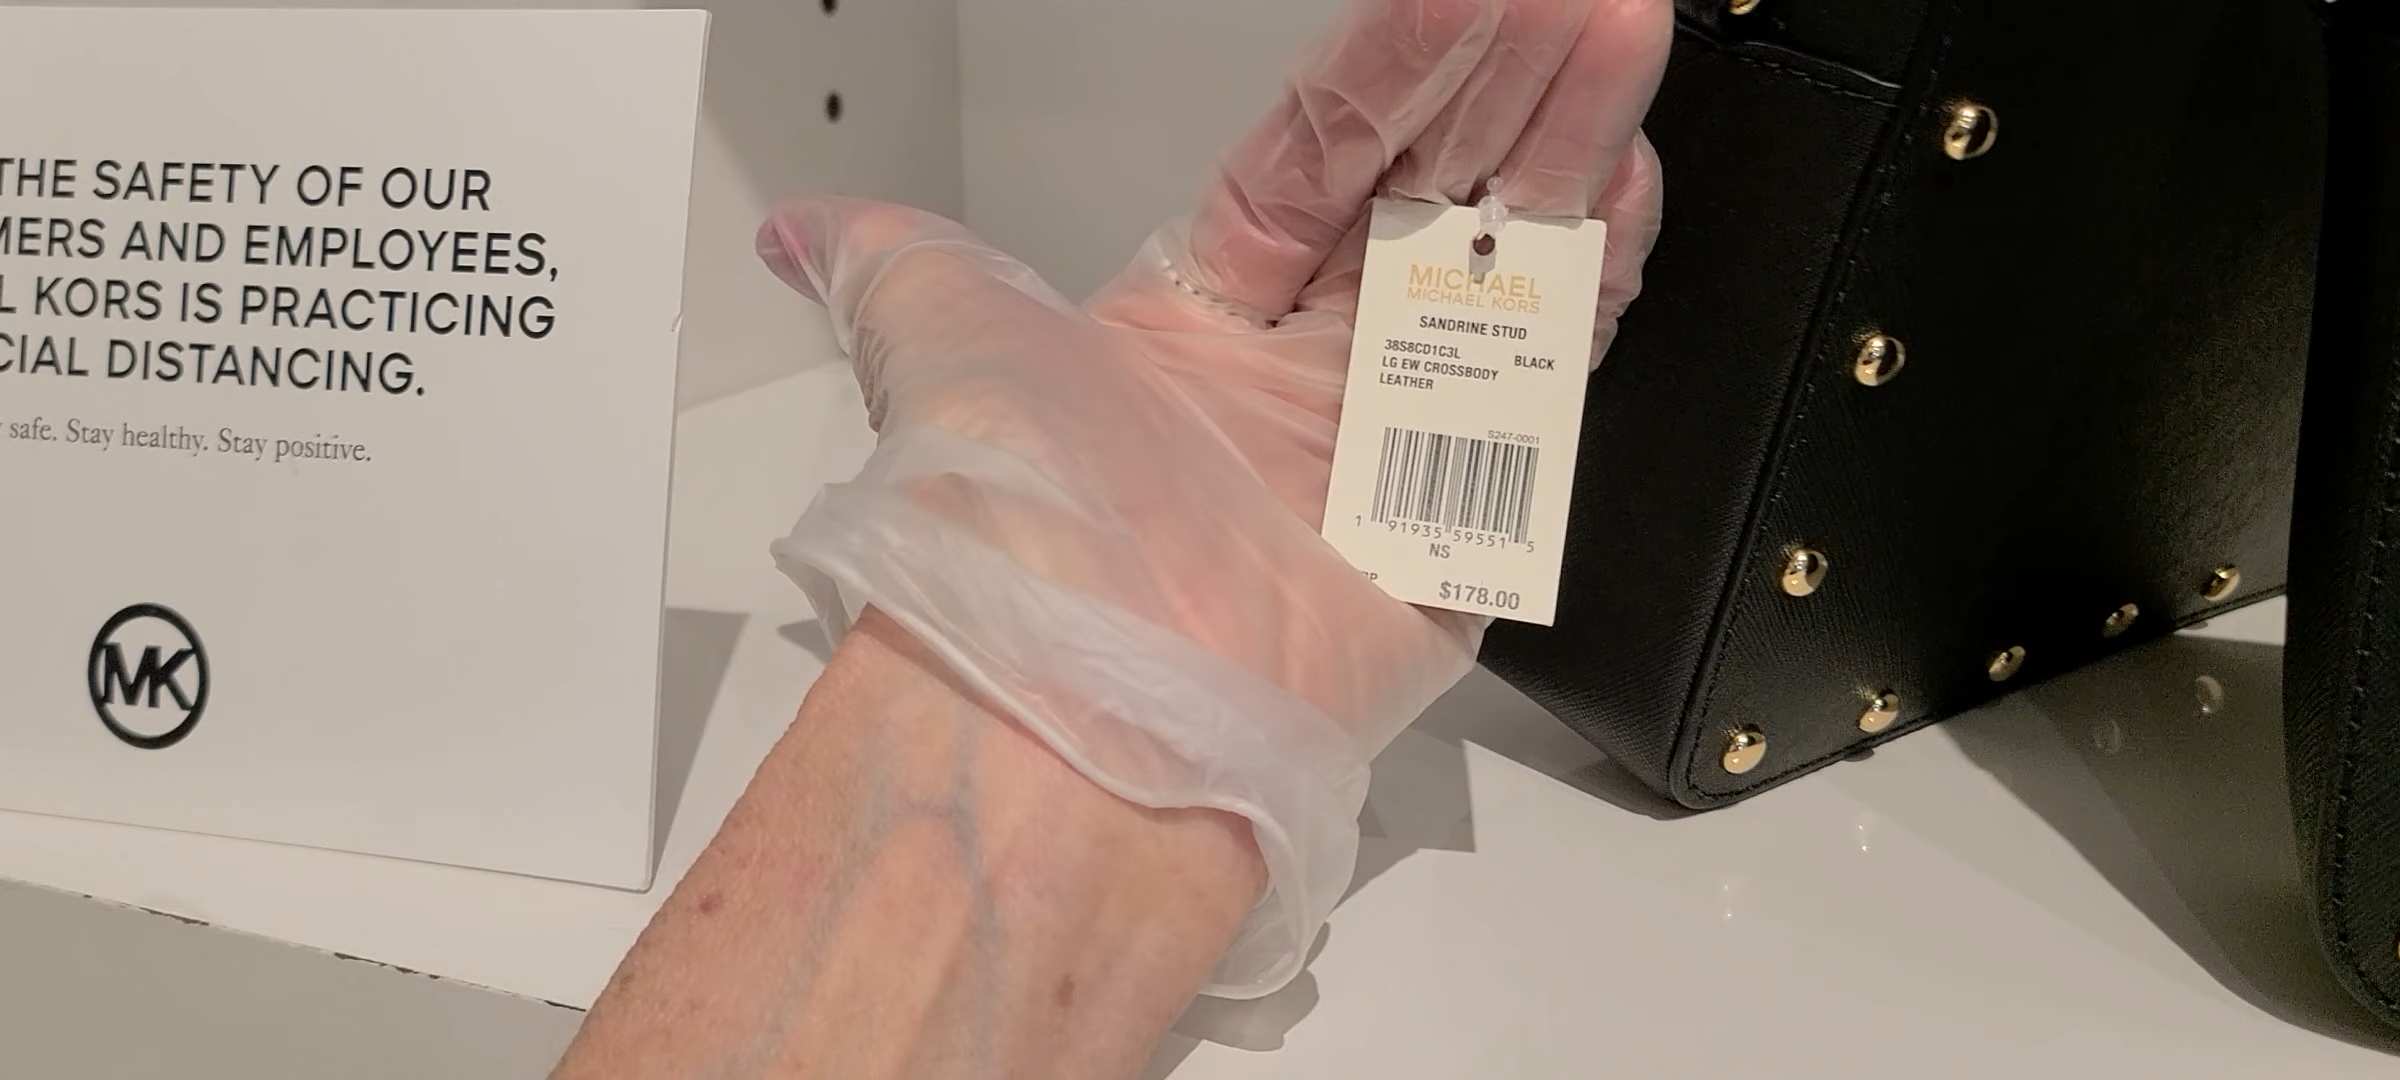 THE SAFETY OF OUR
MERS AND EMPLOYEES,
L KORS IS PRACTICING
CIAL DISTANCING.
safe. Stay healthy. Stay positive.
MK
MICHAEL
MICHAEL KORS
SANDRINE STUD
38S8CD1C3L BLACK
LG EW CROSSBODY
LEATHER
S247-0001
1 91935 59551 5
NS
$178.00